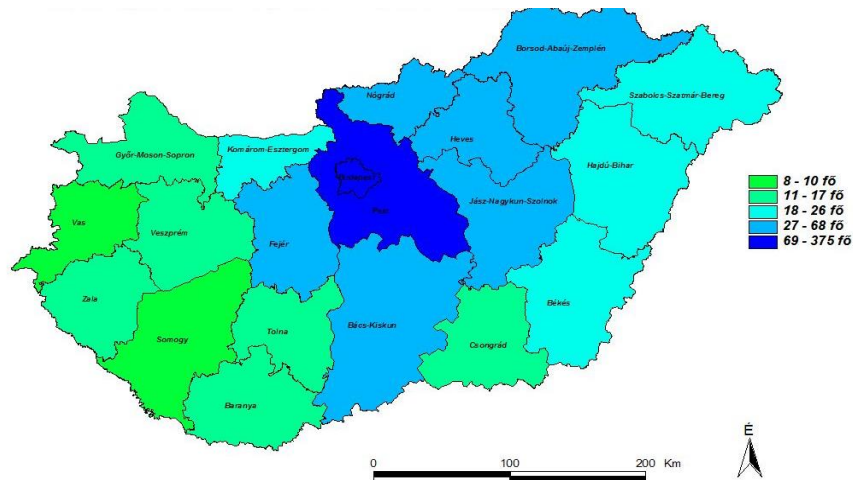 Borsod-Abaúj-Zemplén
Szabolcs-Szatmár-Bereg
Nógrád
Heves
Győr-Moson-Sopron
Komárom-Esztergom
Hajdú-Bihar
Budapest
Pest
Jász-Nagykun-Szolnok
Vas
Veszprém
Fejér
Zala
Békés
Somogy
Tolna
Bács-Kiskun
Csongrád
Baranya
8 - 10 fő
11 - 17 fő
18 - 26 fő
27 - 68 fő
69 - 375 fő
É
0 100 200 Km